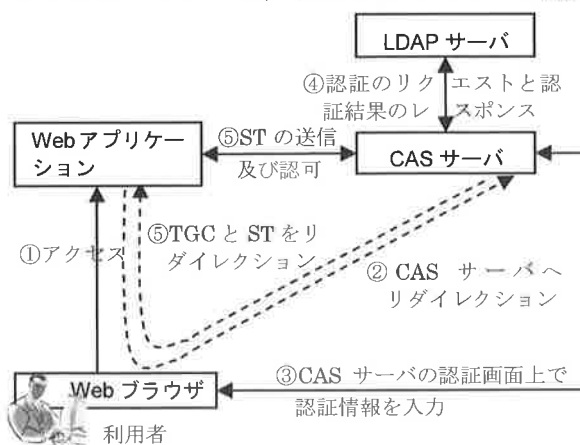 LDAP サーバ
④認証のリクエストと認
証結果のレスポンス
Webアプリケー
ション
⑤ST の送信
及び認可
CAS サーバ
①アクセス
⑤TGC と ST をリ
ダイレクション
② CAS サーバへ
リダイレクション
Web ブラウザ
③CAS サーバの認証画面上で
認証情報を入力
利用者